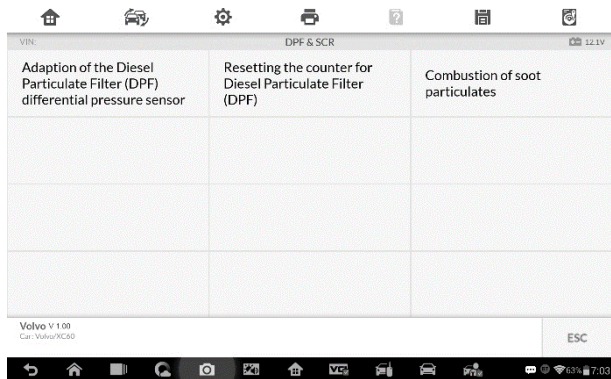 VIN:
DPF & SCR
12.1V
Adaption of the Diesel
Particulate Filter (DPF)
differential pressure sensor
Resetting the counter for
Diesel Particulate Filter
(DPF)
Combustion of soot
particulates
Volvo V 1.00
Car: Volvo/XC60
ESC
63%
7:03